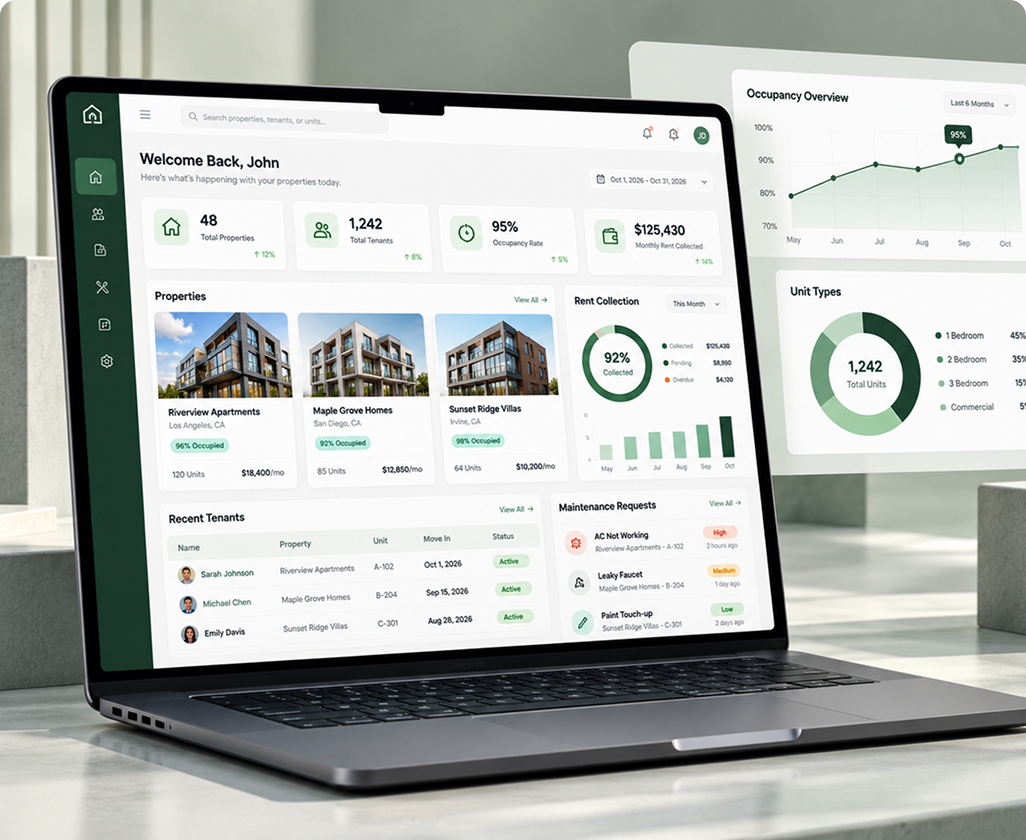 Search properties, tenants, or units...
JD
Welcome Back, John
Here's what's happening with your properties today.
Oct 1, 2026 - Oct 31, 2026
48
Total Properties
↑ 12%
1,242
Total Tenants
↑ 8%
95%
Occupancy Rate
↑ 5%
$125,430
Monthly Rent Collected
↑ 14%
Properties
View All →
Riverview Apartments
Los Angeles, CA
96% Occupied
120 Units
$18,400/mo
Maple Grove Homes
San Diego, CA
92% Occupied
85 Units
$12,850/mo
Sunset Ridge Villas
Irvine, CA
98% Occupied
64 Units
$10,200/mo
Rent Collection
This Month
92%
Collected
Collected $125,430
Pending $8,950
Overdue $4,120
May Jun Jul Aug Sep Oct
Recent Tenants
View All →
Name Property Unit Move In Status
Sarah Johnson Riverview Apartments A-102 Oct 1, 2026 Active
Michael Chen Maple Grove Homes B-204 Sep 15, 2026 Active
Emily Davis Sunset Ridge Villas C-301 Aug 28, 2026 Active
Maintenance Requests
View All →
AC Not Working
Riverview Apartments - A-102
High
2 hours ago
Leaky Faucet
Maple Grove Homes - B-204
Medium
1 day ago
Paint Touch-up
Sunset Ridge Villas - C-301
Low
2 days ago
Occupancy Overview
Last 6 Months
100%
90%
80%
70%
95%
May Jun Jul Aug Sep Oct
Unit Types
1,242
Total Units
1 Bedroom 45%
2 Bedroom 35%
3 Bedroom 15%
Commercial 5%